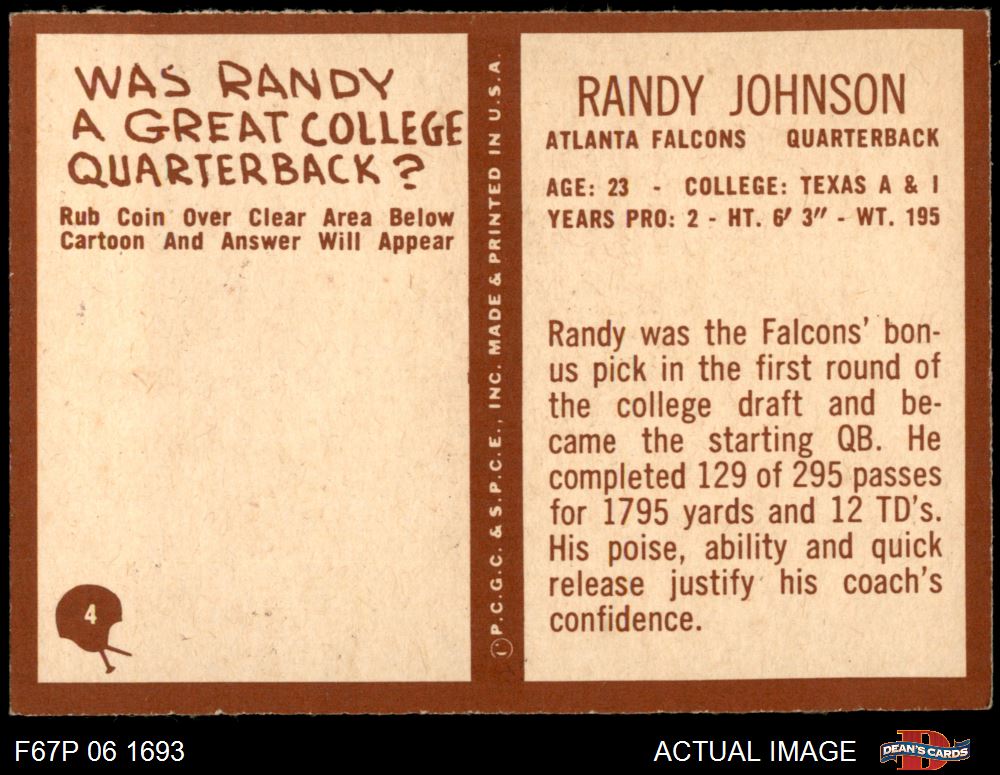 WAS RANDY
A GREAT COLLEGE
QUARTERBACK?
Rub Coin Over Clear Area Below
Cartoon And Answer Will Appear
4
P.C.G.C. & S.P.C.E., INC. MADE & PRINTED IN U.S.A.
RANDY JOHNSON
ATLANTA FALCONS QUARTERBACK
AGE: 23 - COLLEGE: TEXAS A & I
YEARS PRO: 2 - HT. 6′ 3″ - WT. 195
Randy was the Falcons' bon-
us pick in the first round of
the college draft and be-
came the starting QB. He
completed 129 of 295 passes
for 1795 yards and 12 TD's.
His poise, ability and quick
release justify his coach's
confidence.
F67P 06 1693
ACTUAL IMAGE
D
DEAN'S CARDS